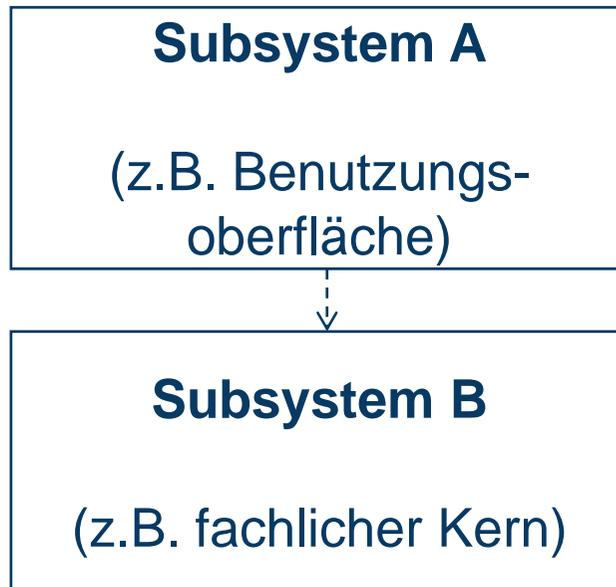 Subsystem A
(z.B. Benutzungs-
oberfläche)
Subsystem B
(z.B. fachlicher Kern)